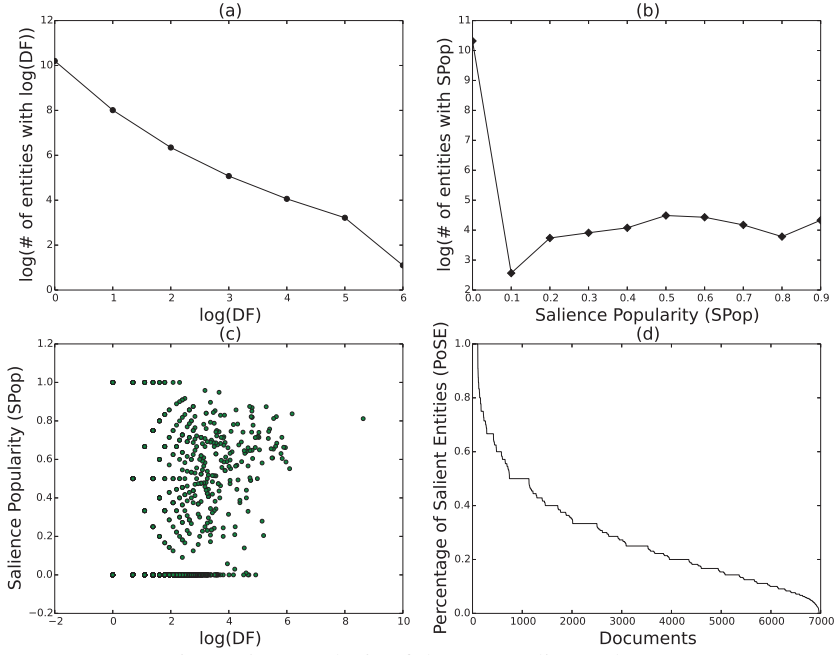 (a)
12
10
8
6
4
2
0
0 1 2 3 4 5 6
log(DF)
log(# of entities with log(DF))
(b)
11
10
9
8
7
6
5
4
3
2
0.0 0.1 0.2 0.3 0.4 0.5 0.6 0.7 0.8 0.9
Salience Popularity (SPop)
log(# of entities with SPop)
(c)
1.2
1.0
0.8
0.6
0.4
0.2
0.0
−0.2
−2 0 2 4 6 8 10
log(DF)
Salience Popularity (SPop)
(d)
1.0
0.8
0.6
0.4
0.2
0.0
0 1000 2000 3000 4000 5000 6000 7000
Documents
Percentage of Salient Entities (PoSE)